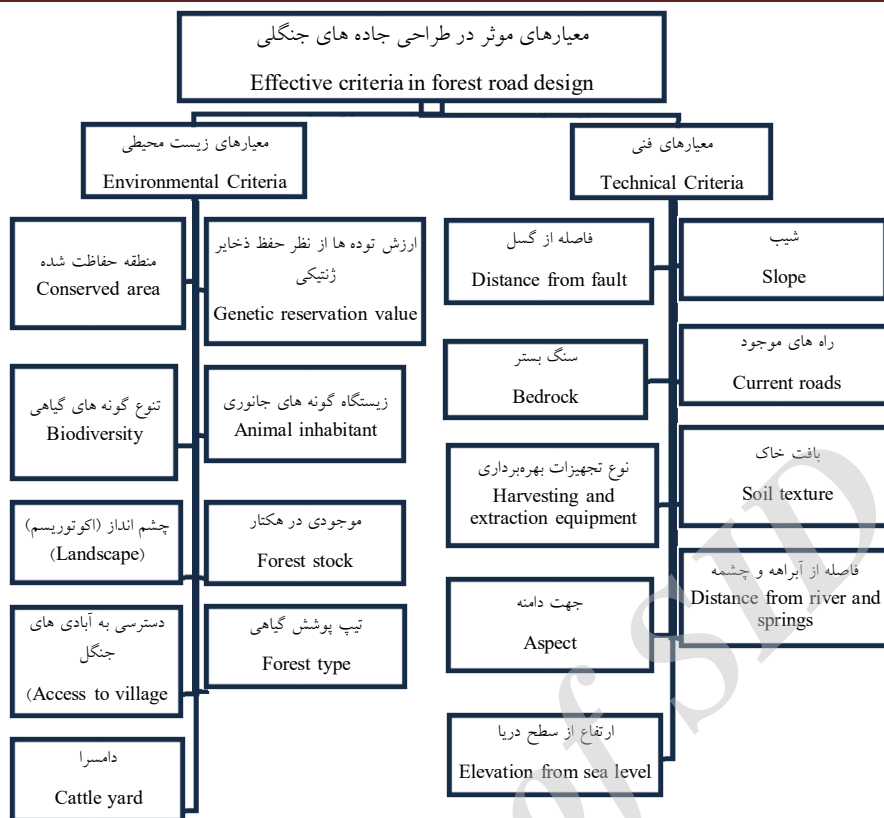 معیارهای موثر در طراحی جاده های جنگلی
Effective criteria in forest road design
معیارهای زیست محیطی
Environmental Criteria
معیارهای فنی
Technical Criteria
منطقه حفاظت شده
Conserved area
ارزش توده ها از نظر حفظ ذخایر
ژنتیکی
Genetic reservation value
تنوع گونه های گیاهی
Biodiversity
زیستگاه گونه های جانوری
Animal inhabitant
چشم انداز (اکوتوریسم)
(Landscape)
موجودی در هکتار
Forest stock
دسترسی به آبادی های
جنگل
(Access to village
تیپ پوشش گیاهی
Forest type
دامسرا
Cattle yard
فاصله از گسل
Distance from fault
شیب
Slope
سنگ بستر
Bedrock
راه های موجود
Current roads
نوع تجهیزات بهره‌برداری
Harvesting and
extraction equipment
بافت خاک
Soil texture
جهت دامنه
Aspect
فاصله از آبراهه و چشمه
Distance from river and
springs
ارتفاع از سطح دریا
Elevation from sea level
of SID